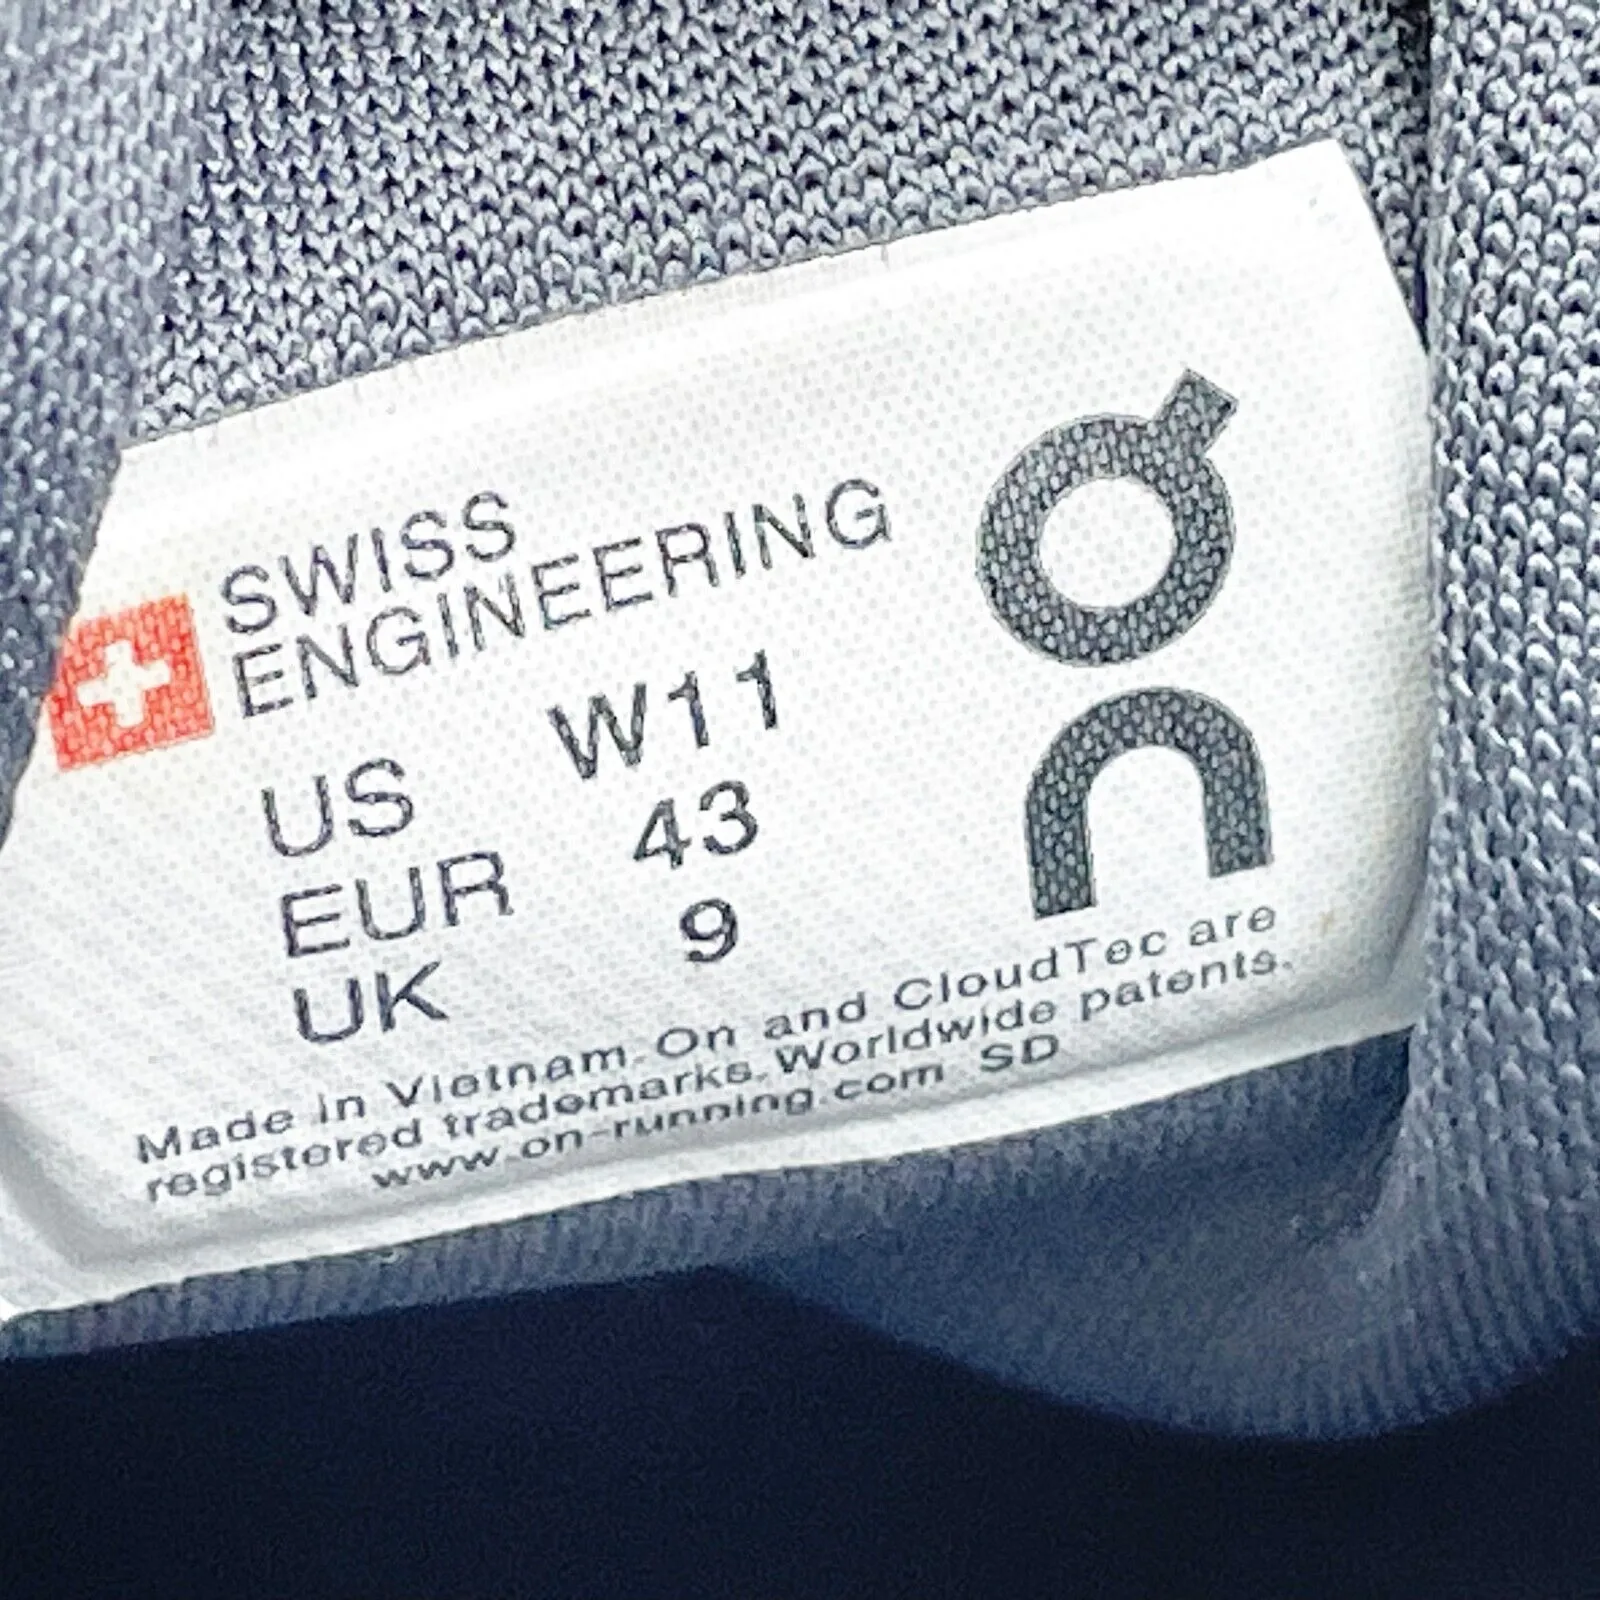 SWISS
ENGINEERING
US W11
EUR 43
UK 9
On
Made in Vietnam. On and CloudTec are
registered trademarks. Worldwide patents.
www.on-running.com SD